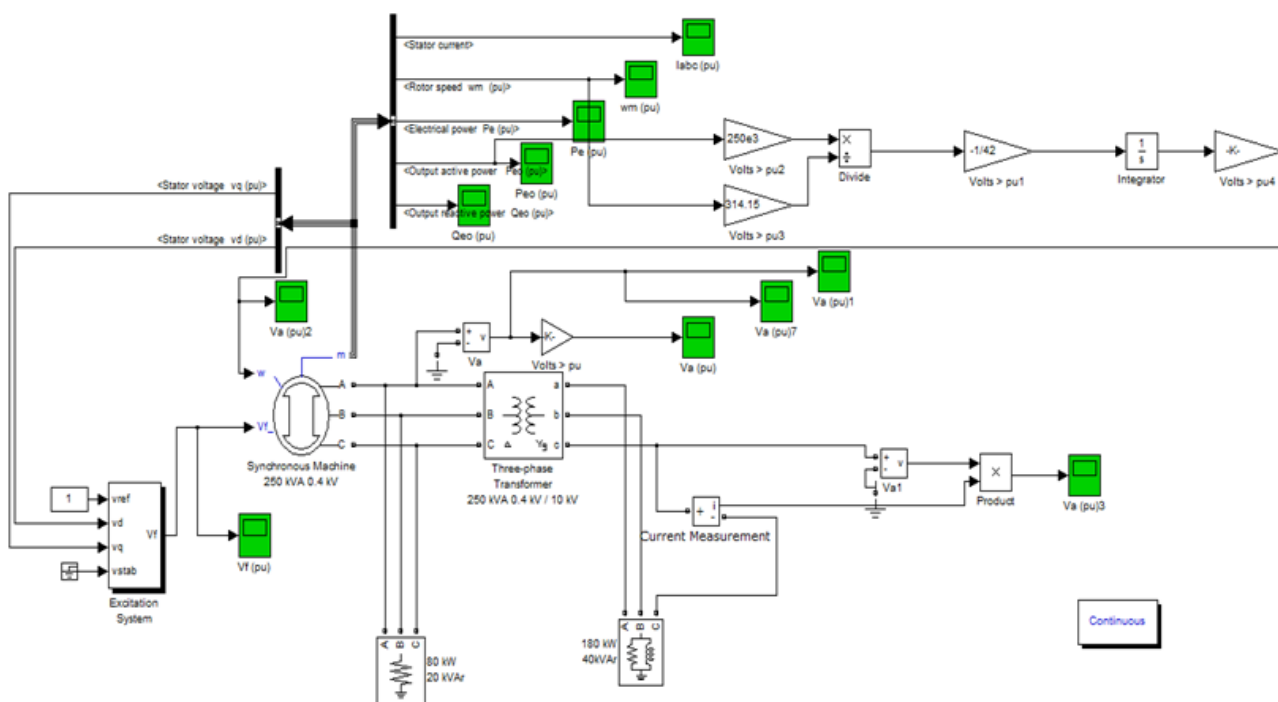 <Stator current>
Iabc (pu)
<Rotor speed wm (pu)>
wm (pu)
<Electrical power Pe (pu)>
Pe (pu)
<Output active power Peo (pu)>
Peo (pu)
<Output reactive power Qeo (pu)>
Qeo (pu)
250e3
Volts > pu2
314.15
Volts > pu3
×
÷
Divide
-1/42
Volts > pu1
1
s
Integrator
-K-
Volts > pu4
<Stator voltage vq (pu)>
<Stator voltage vd (pu)>
Va (pu)2
Va (pu)1
Va (pu)7
+
-
v
Va
-K-
Volts > pu
Va (pu)
m
w
Vf_
A
B
C
Synchronous Machine
250 kVA 0.4 kV
A
B
C
a
b
c
Δ
Yg
Three-phase
Transformer
250 kVA 0.4 kV / 10 kV
+
-
v
Va1
×
Product
Va (pu)3
+
i
-
Current Measurement
1
vref
vd
vq
vstab
Vf
Excitation
System
Vf (pu)
A B C
80 kW
20 kVAr
A B C
180 kW
40kVAr
Continuous